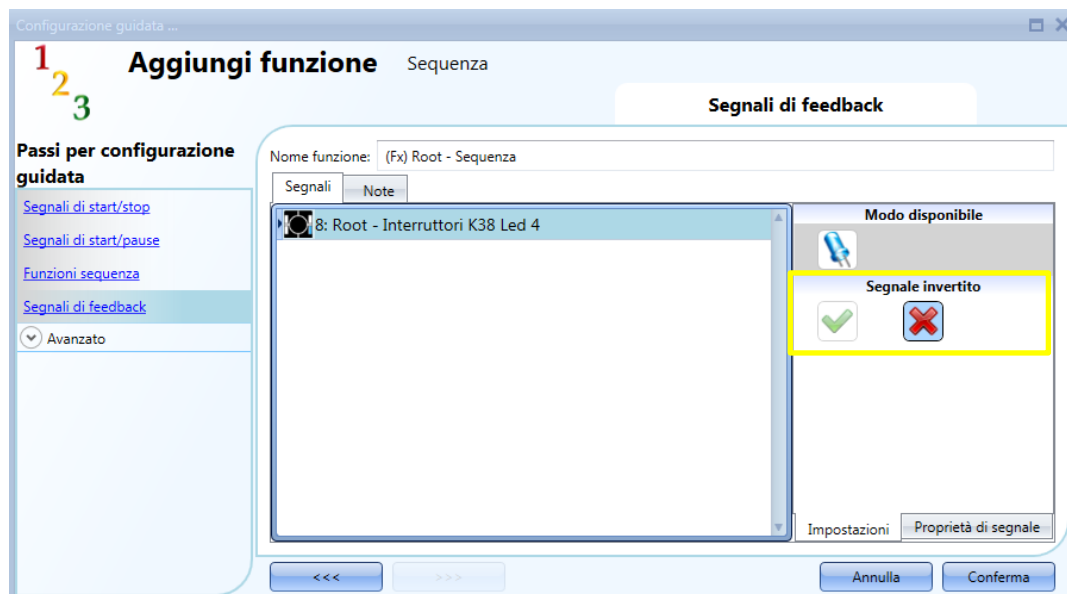 Configurazione guidata ...
1 2 3
Aggiungi funzione Sequenza
Segnali di feedback
Passi per configurazione
guidata
Segnali di start/stop
Segnali di start/pause
Funzioni sequenza
Segnali di feedback
Avanzato
Nome funzione: (Fx) Root - Sequenza
Segnali Note
8: Root - Interruttori K38 Led 4
Modo disponibile
Segnale invertito
Impostazioni Proprietà di segnale
<<< >>> Annulla Conferma